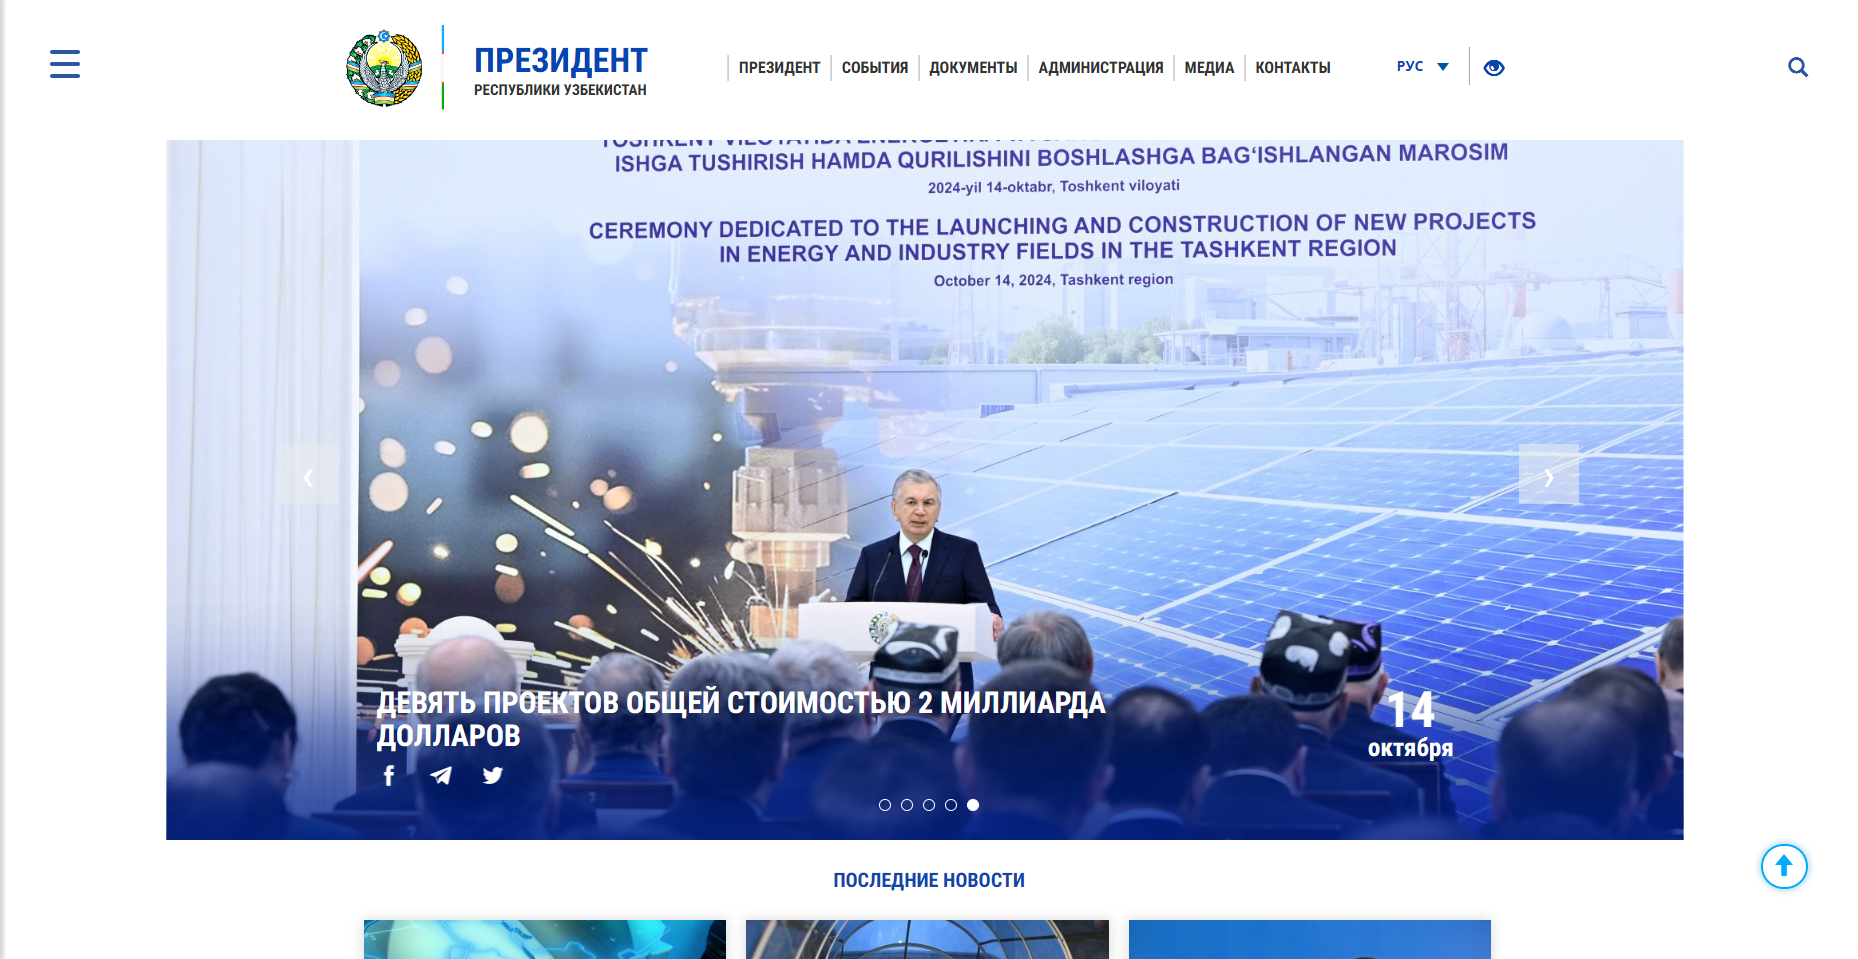 ПРЕЗИДЕНТ
РЕСПУБЛИКИ УЗБЕКИСТАН
ПРЕЗИДЕНТ
СОБЫТИЯ
ДОКУМЕНТЫ
АДМИНИСТРАЦИЯ
МЕДИА
КОНТАКТЫ
РУС
TOSHKENT VILOYATIDA ENERGETIKA
ISHGA TUSHIRISH HAMDA QURILISHINI BOSHLASHGA BAG‘ISHLANGAN MAROSIM
2024-yil 14-oktabr, Toshkent viloyati
CEREMONY DEDICATED TO THE LAUNCHING AND CONSTRUCTION OF NEW PROJECTS
IN ENERGY AND INDUSTRY FIELDS IN THE TASHKENT REGION
October 14, 2024, Tashkent region
ДЕВЯТЬ ПРОЕКТОВ ОБЩЕЙ СТОИМОСТЬЮ 2 МИЛЛИАРДА
ДОЛЛАРОВ
14
октября
ПОСЛЕДНИЕ НОВОСТИ